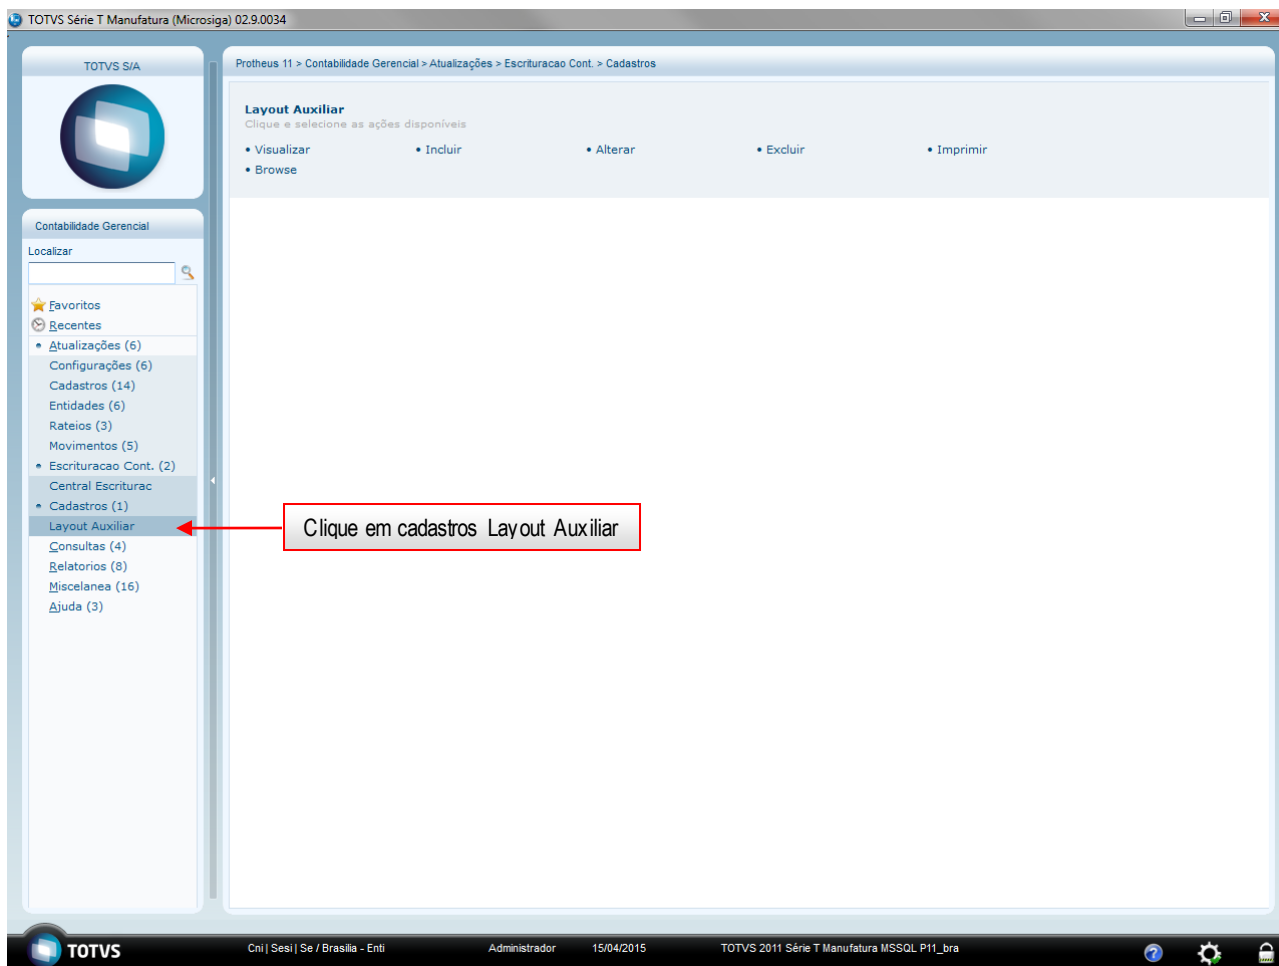 TOTVS Série T Manufatura (Microsiga) 02.9.0034
TOTVS S/A
Protheus 11 > Contabilidade Gerencial > Atualizações > Escrituracao Cont. > Cadastros
Layout Auxiliar
Clique e selecione as ações disponíveis
• Visualizar • Incluir • Alterar • Excluir • Imprimir
• Browse
Contabilidade Gerencial
Localizar
Favoritos
Recentes
• Atualizações (6)
Configurações (6)
Cadastros (14)
Entidades (6)
Rateios (3)
Movimentos (5)
• Escrituracao Cont. (2)
Central Escriturac
• Cadastros (1)
Layout Auxiliar
Clique em cadastros Layout Auxiliar
Consultas (4)
Relatorios (8)
Miscelanea (16)
Ajuda (3)
TOTVS Cni | Sesi | Se / Brasilia - Enti Administrador 15/04/2015 TOTVS 2011 Série T Manufatura MSSQL P11_bra